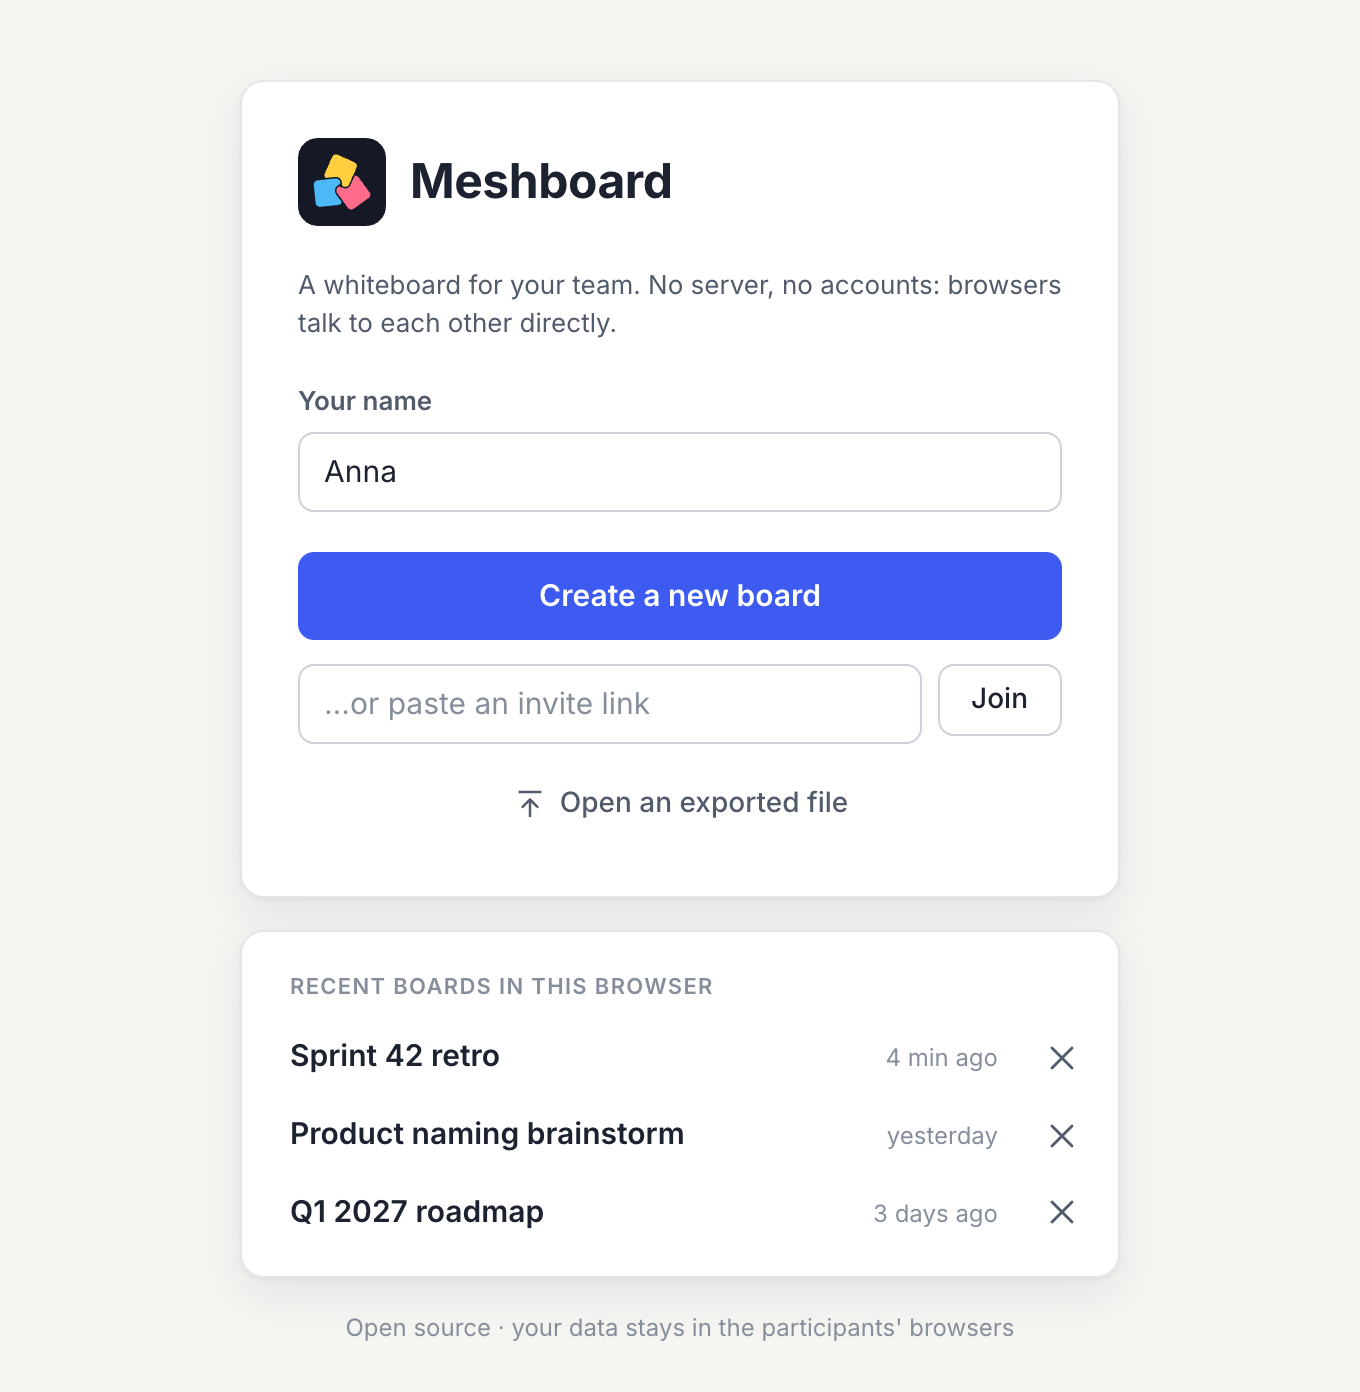 Meshboard
A whiteboard for your team. No server, no accounts: browsers
talk to each other directly.
Your name
Anna
Create a new board
...or paste an invite link
Join
Open an exported file
RECENT BOARDS IN THIS BROWSER
Sprint 42 retro 4 min ago
Product naming brainstorm yesterday
Q1 2027 roadmap 3 days ago
Open source · your data stays in the participants' browsers